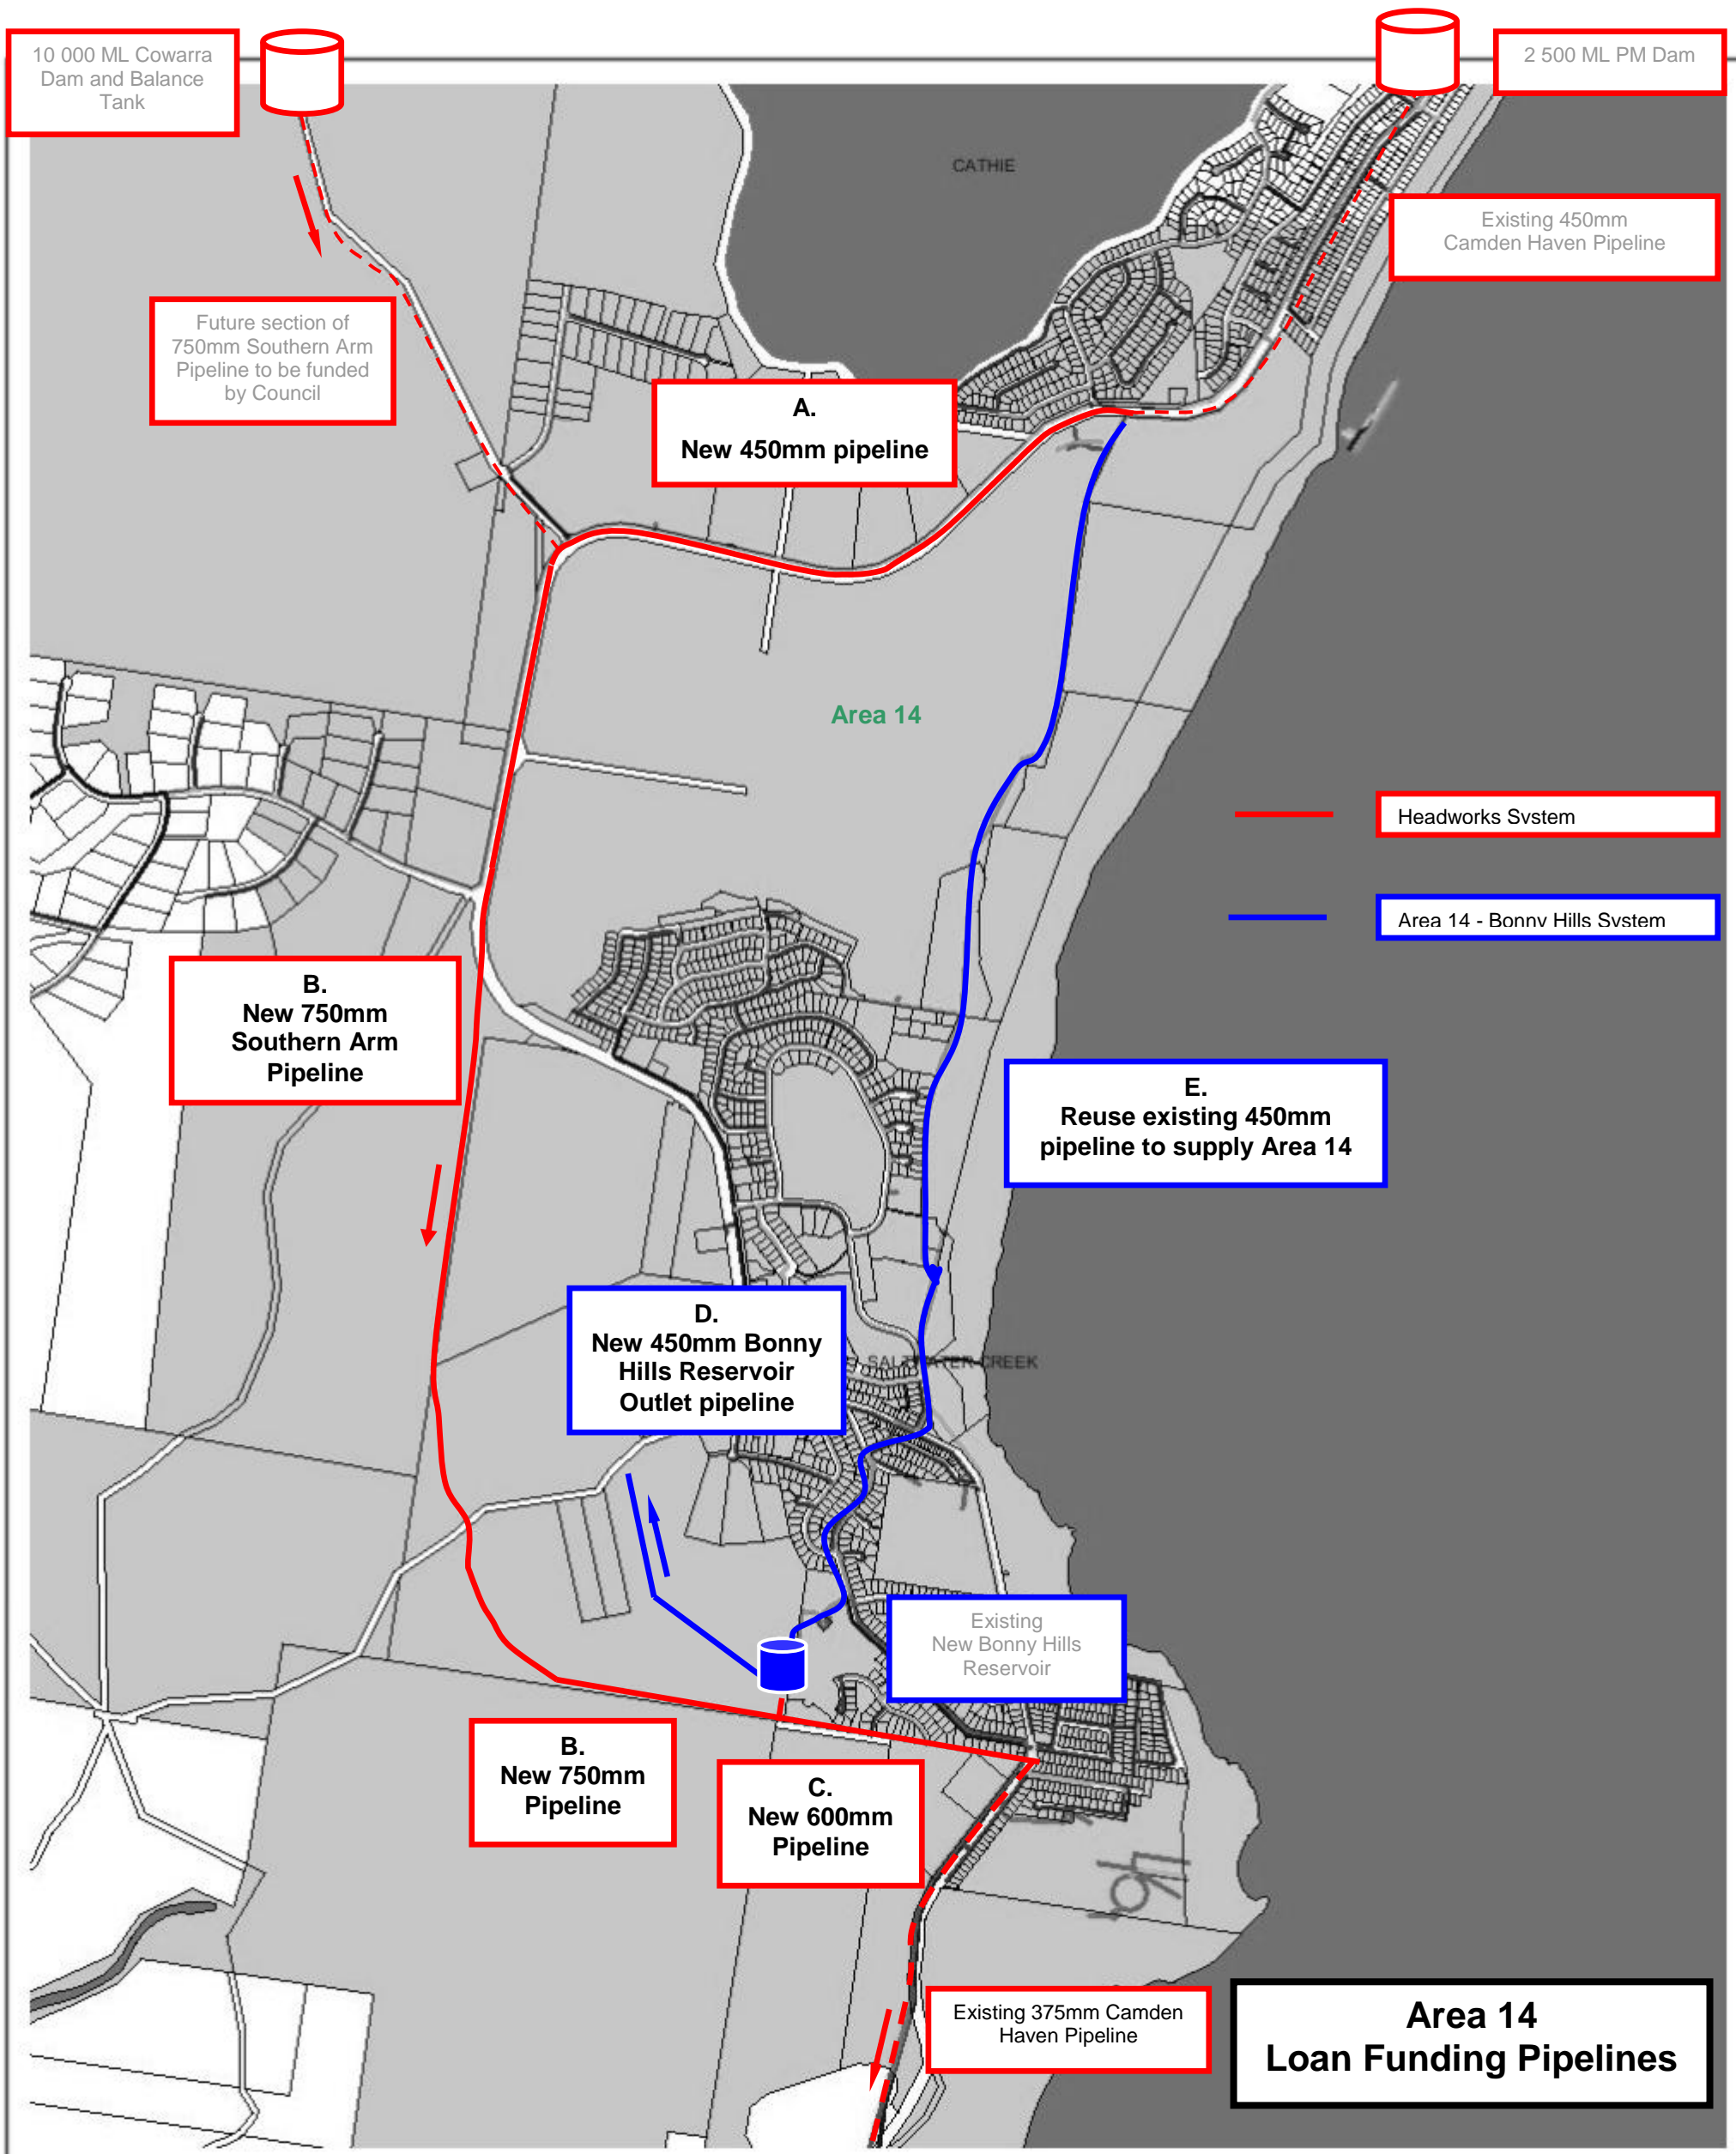 10 000 ML Cowarra
Dam and Balance
Tank
2 500 ML PM Dam
CATHIE
Existing 450mm
Camden Haven Pipeline
Future section of
750mm Southern Arm
Pipeline to be funded
by Council
A.
New 450mm pipeline
Area 14
Headworks System
Area 14 - Bonny Hills System
B.
New 750mm
Southern Arm
Pipeline
E.
Reuse existing 450mm
pipeline to supply Area 14
D.
New 450mm Bonny
Hills Reservoir
Outlet pipeline
SALTWATER CREEK
Existing
New Bonny Hills
Reservoir
B.
New 750mm
Pipeline
C.
New 600mm
Pipeline
Existing 375mm Camden
Haven Pipeline
Area 14
Loan Funding Pipelines